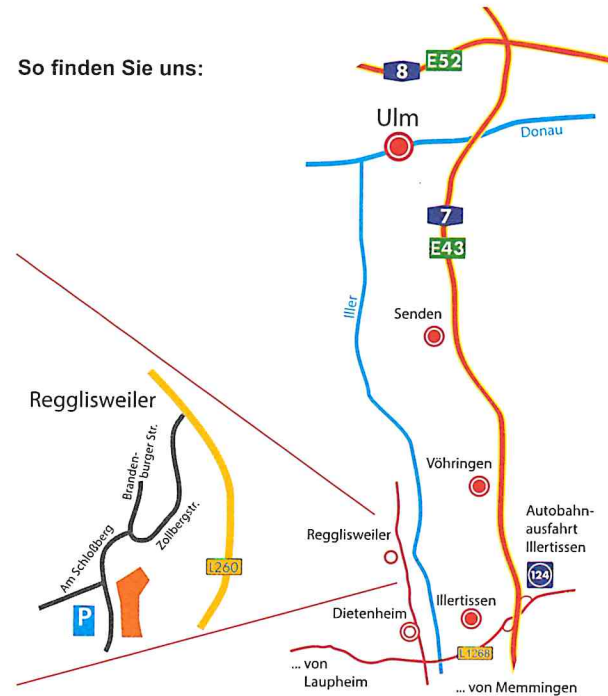 So finden Sie uns:
8
E52
Ulm
Donau
7
E43
Iller
Senden
Regglisweiler
Branden-
burger Str.
Zollbergstr.
Am Schloßberg
L260
P
Vöhringen
Autobahn-
ausfahrt
Illertissen
124
Regglisweiler
Dietenheim
Illertissen
L1268
... von
Laupheim
... von Memmingen